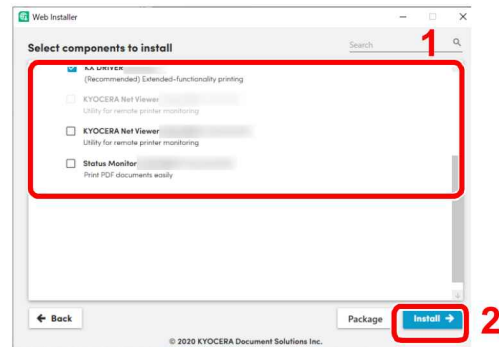 Web Installer
Select components to install
Search
1
KX DRIVER
(Recommended) Extended-functionality printing
KYOCERA Net Viewer
Utility for remote printer monitoring
KYOCERA Net Viewer
Utility for remote printer monitoring
Status Monitor
Print PDF documents easily
← Back
Package
Install →
2
© 2020 KYOCERA Document Solutions Inc.